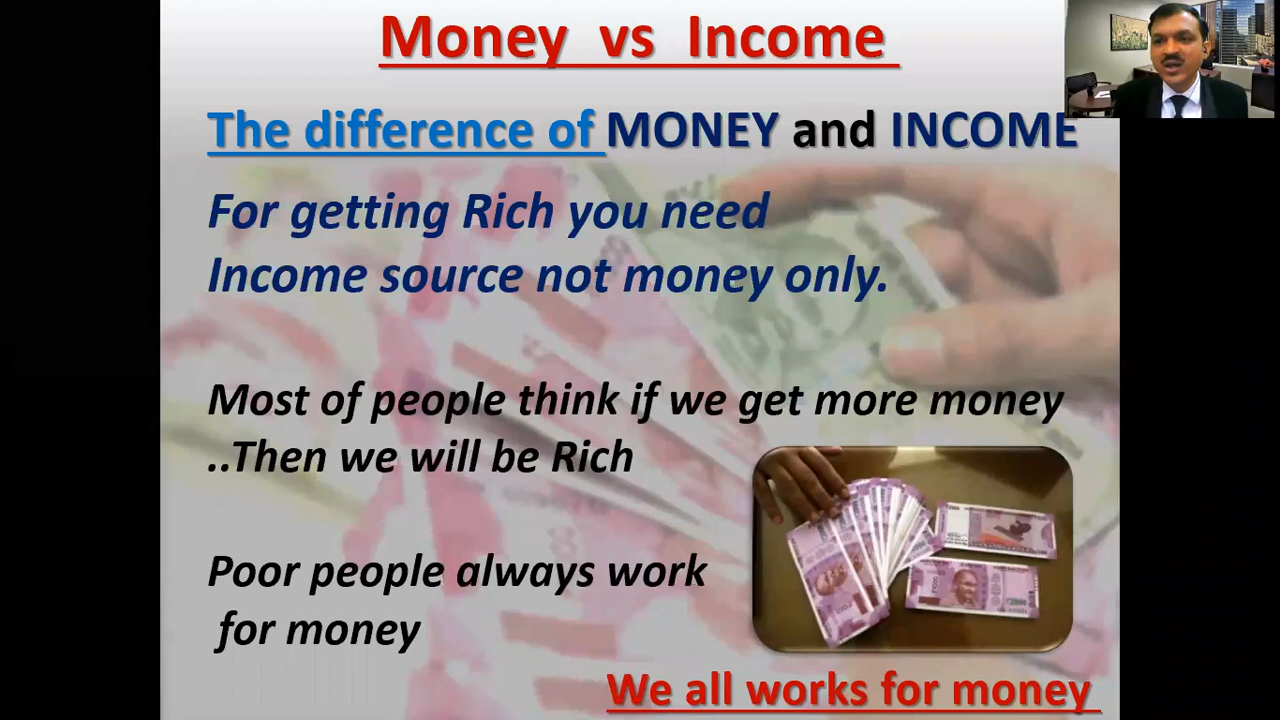 Money vs Income
The difference of MONEY and INCOME
For getting Rich you need
Income source not money only.
Most of people think if we get more money
..Then we will be Rich
Poor people always work
for money
We all works for money